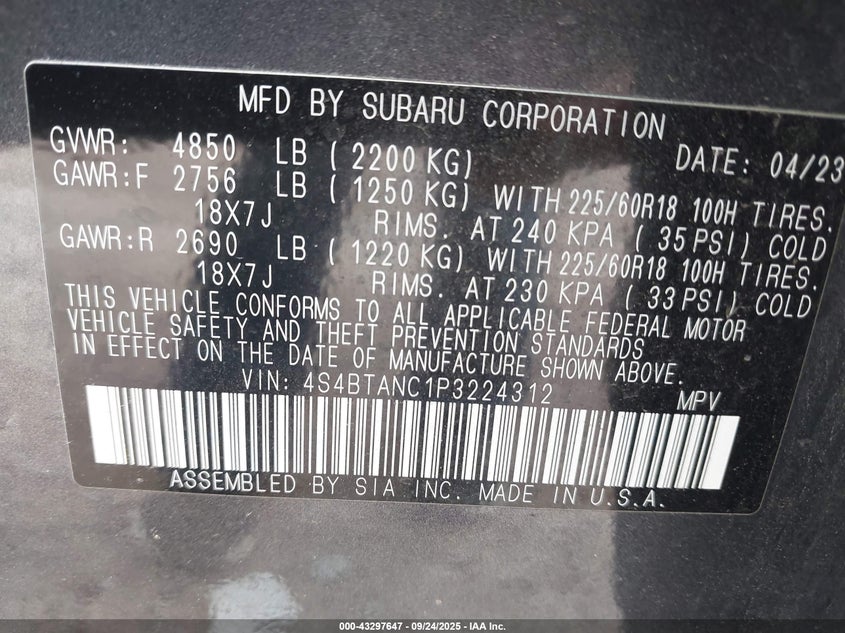 MFD BY SUBARU CORPORATION
GVWR: 4850 LB ( 2200 KG) DATE: 04/23
GAWR:F 2756 LB ( 1250 KG) WITH 225/60R18 100H TIRES.
18X7J RIMS. AT 240 KPA ( 35 PSI) COLD
GAWR:R 2690 LB ( 1220 KG) WITH 225/60R18 100H TIRES.
18X7J RIMS. AT 230 KPA ( 33 PSI) COLD
THIS VEHICLE CONFORMS TO ALL APPLICABLE FEDERAL MOTOR
VEHICLE SAFETY AND THEFT PREVENTION STANDARDS
IN EFFECT ON THE DATE OF MANUFACTURE SHOWN ABOVE.
VIN: 4S4BTANC1P3224312 MPV
ASSEMBLED BY SIA INC. MADE IN U.S.A.
000-43297647 - 09/24/2025 - IAA Inc.